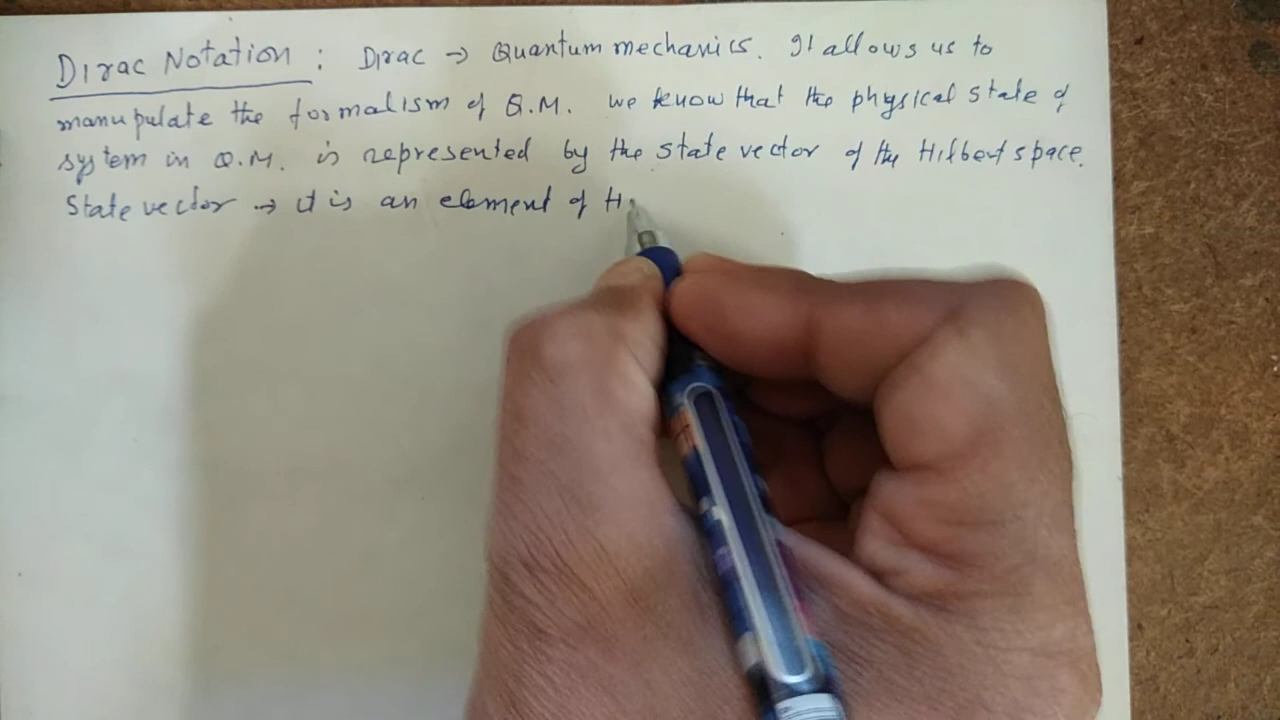 Dirac Notation : Dirac → Quantum mechanics. It allows us to
manupulate the formalism of Q.M. we know that the physical state of
system in Q.M. is represented by the state vector of the Hilbert space.
State vector → it is an element of H